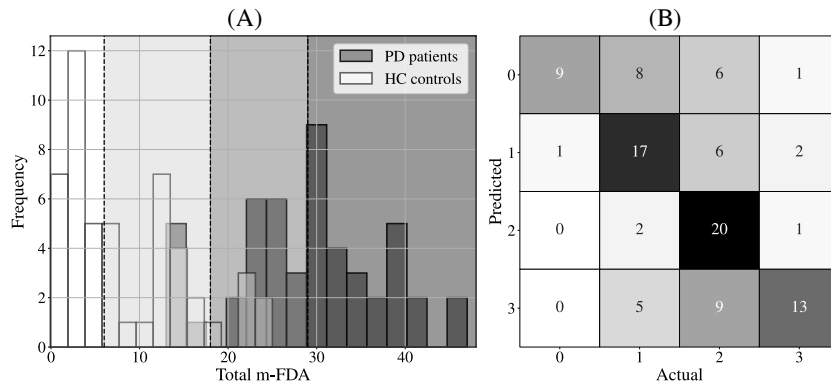 (A)
(B)
PD patients
HC controls
Frequency
12
10
8
6
4
2
0
0 10 20 30 40
Total m-FDA
Predicted
0 9 8 6 1
1 1 17 6 2
2 0 2 20 1
3 0 5 9 13
0 1 2 3
Actual